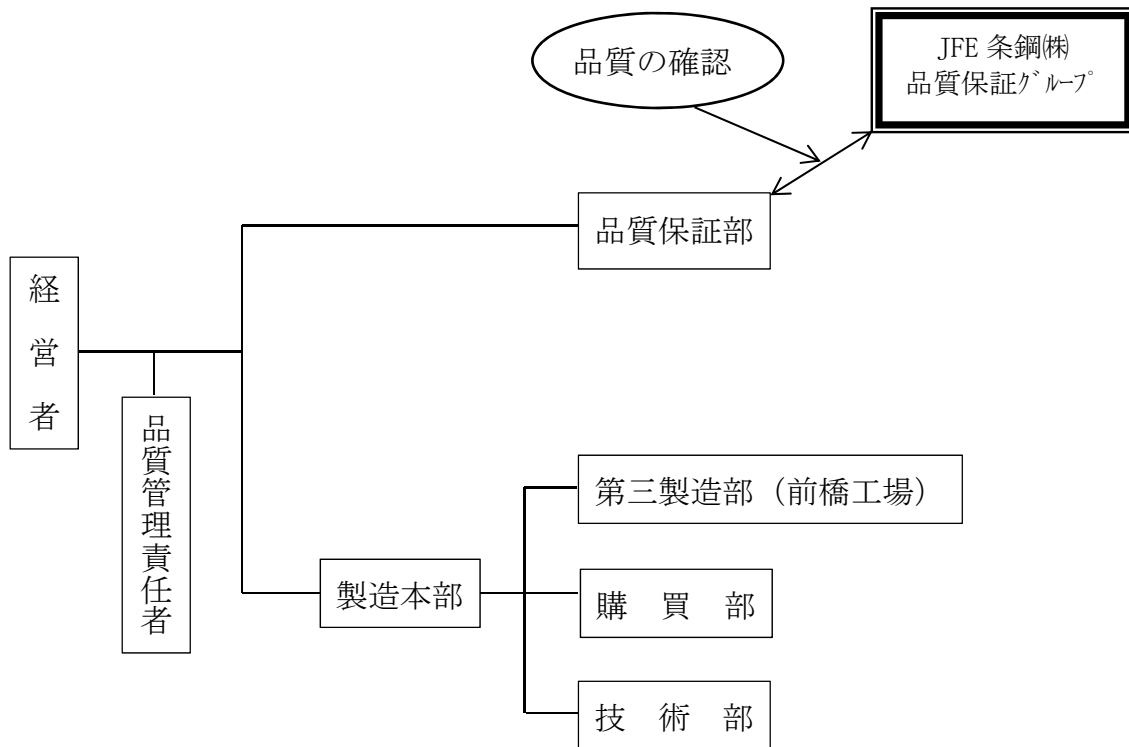 品質の確認
JFE 条鋼㈱
品質保証ｸﾞﾙｰﾌﾟ
品質保証部
経営者
品質管理責任者
第三製造部（前橋工場）
製造本部
購　買　部
技　術　部